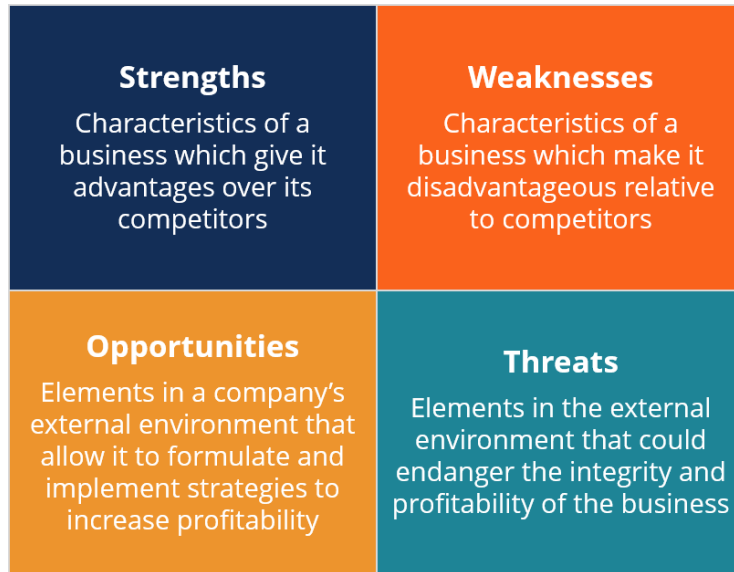 Strengths
Characteristics of a
business which give it
advantages over its
competitors
Weaknesses
Characteristics of a
business which make it
disadvantageous relative
to competitors
Opportunities
Elements in a company’s
external environment that
allow it to formulate and
implement strategies to
increase profitability
Threats
Elements in the external
environment that could
endanger the integrity and
profitability of the business